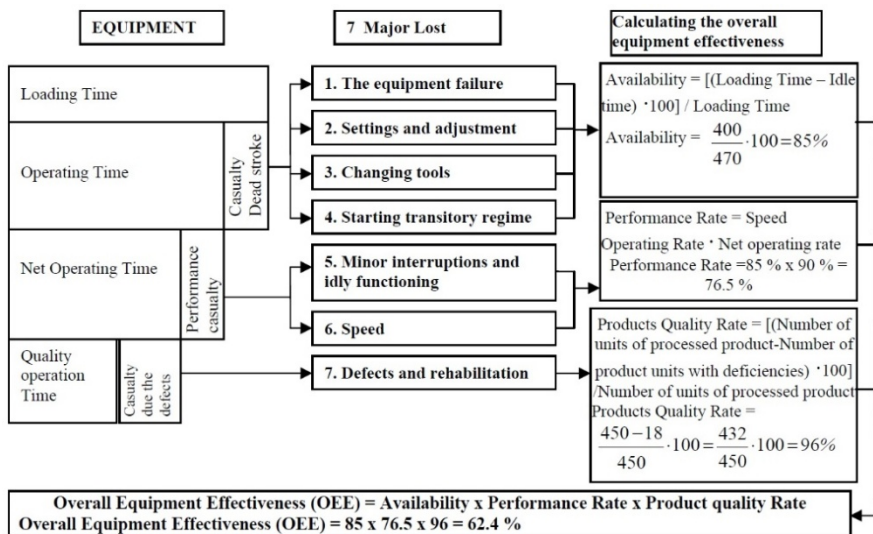 EQUIPMENT
7 Major Lost
Calculating the overall
equipment effectiveness
Loading Time
Operating Time
Casualty
Dead stroke
Net Operating Time
Performance
casualty
Quality
operation
Time
Casualty
due the
defects
1. The equipment failure
2. Settings and adjustment
3. Changing tools
4. Starting transitory regime
5. Minor interruptions and
idly functioning
6. Speed
7. Defects and rehabilitation
Availability = [(Loading Time – Idle
time) ·100] / Loading Time
Availability = 400/470 ·100=85%
Performance Rate = Speed
Operating Rate · Net operating rate
Performance Rate =85 % x 90 % =
76.5 %
Products Quality Rate = [(Number of
units of processed product-Number of
product units with deficiencies) ·100]
/Number of units of processed product
Products Quality Rate =
450−18/450 ·100= 432/450 ·100=96%
Overall Equipment Effectiveness (OEE) = Availability x Performance Rate x Product quality Rate
Overall Equipment Effectiveness (OEE) = 85 x 76.5 x 96 = 62.4 %